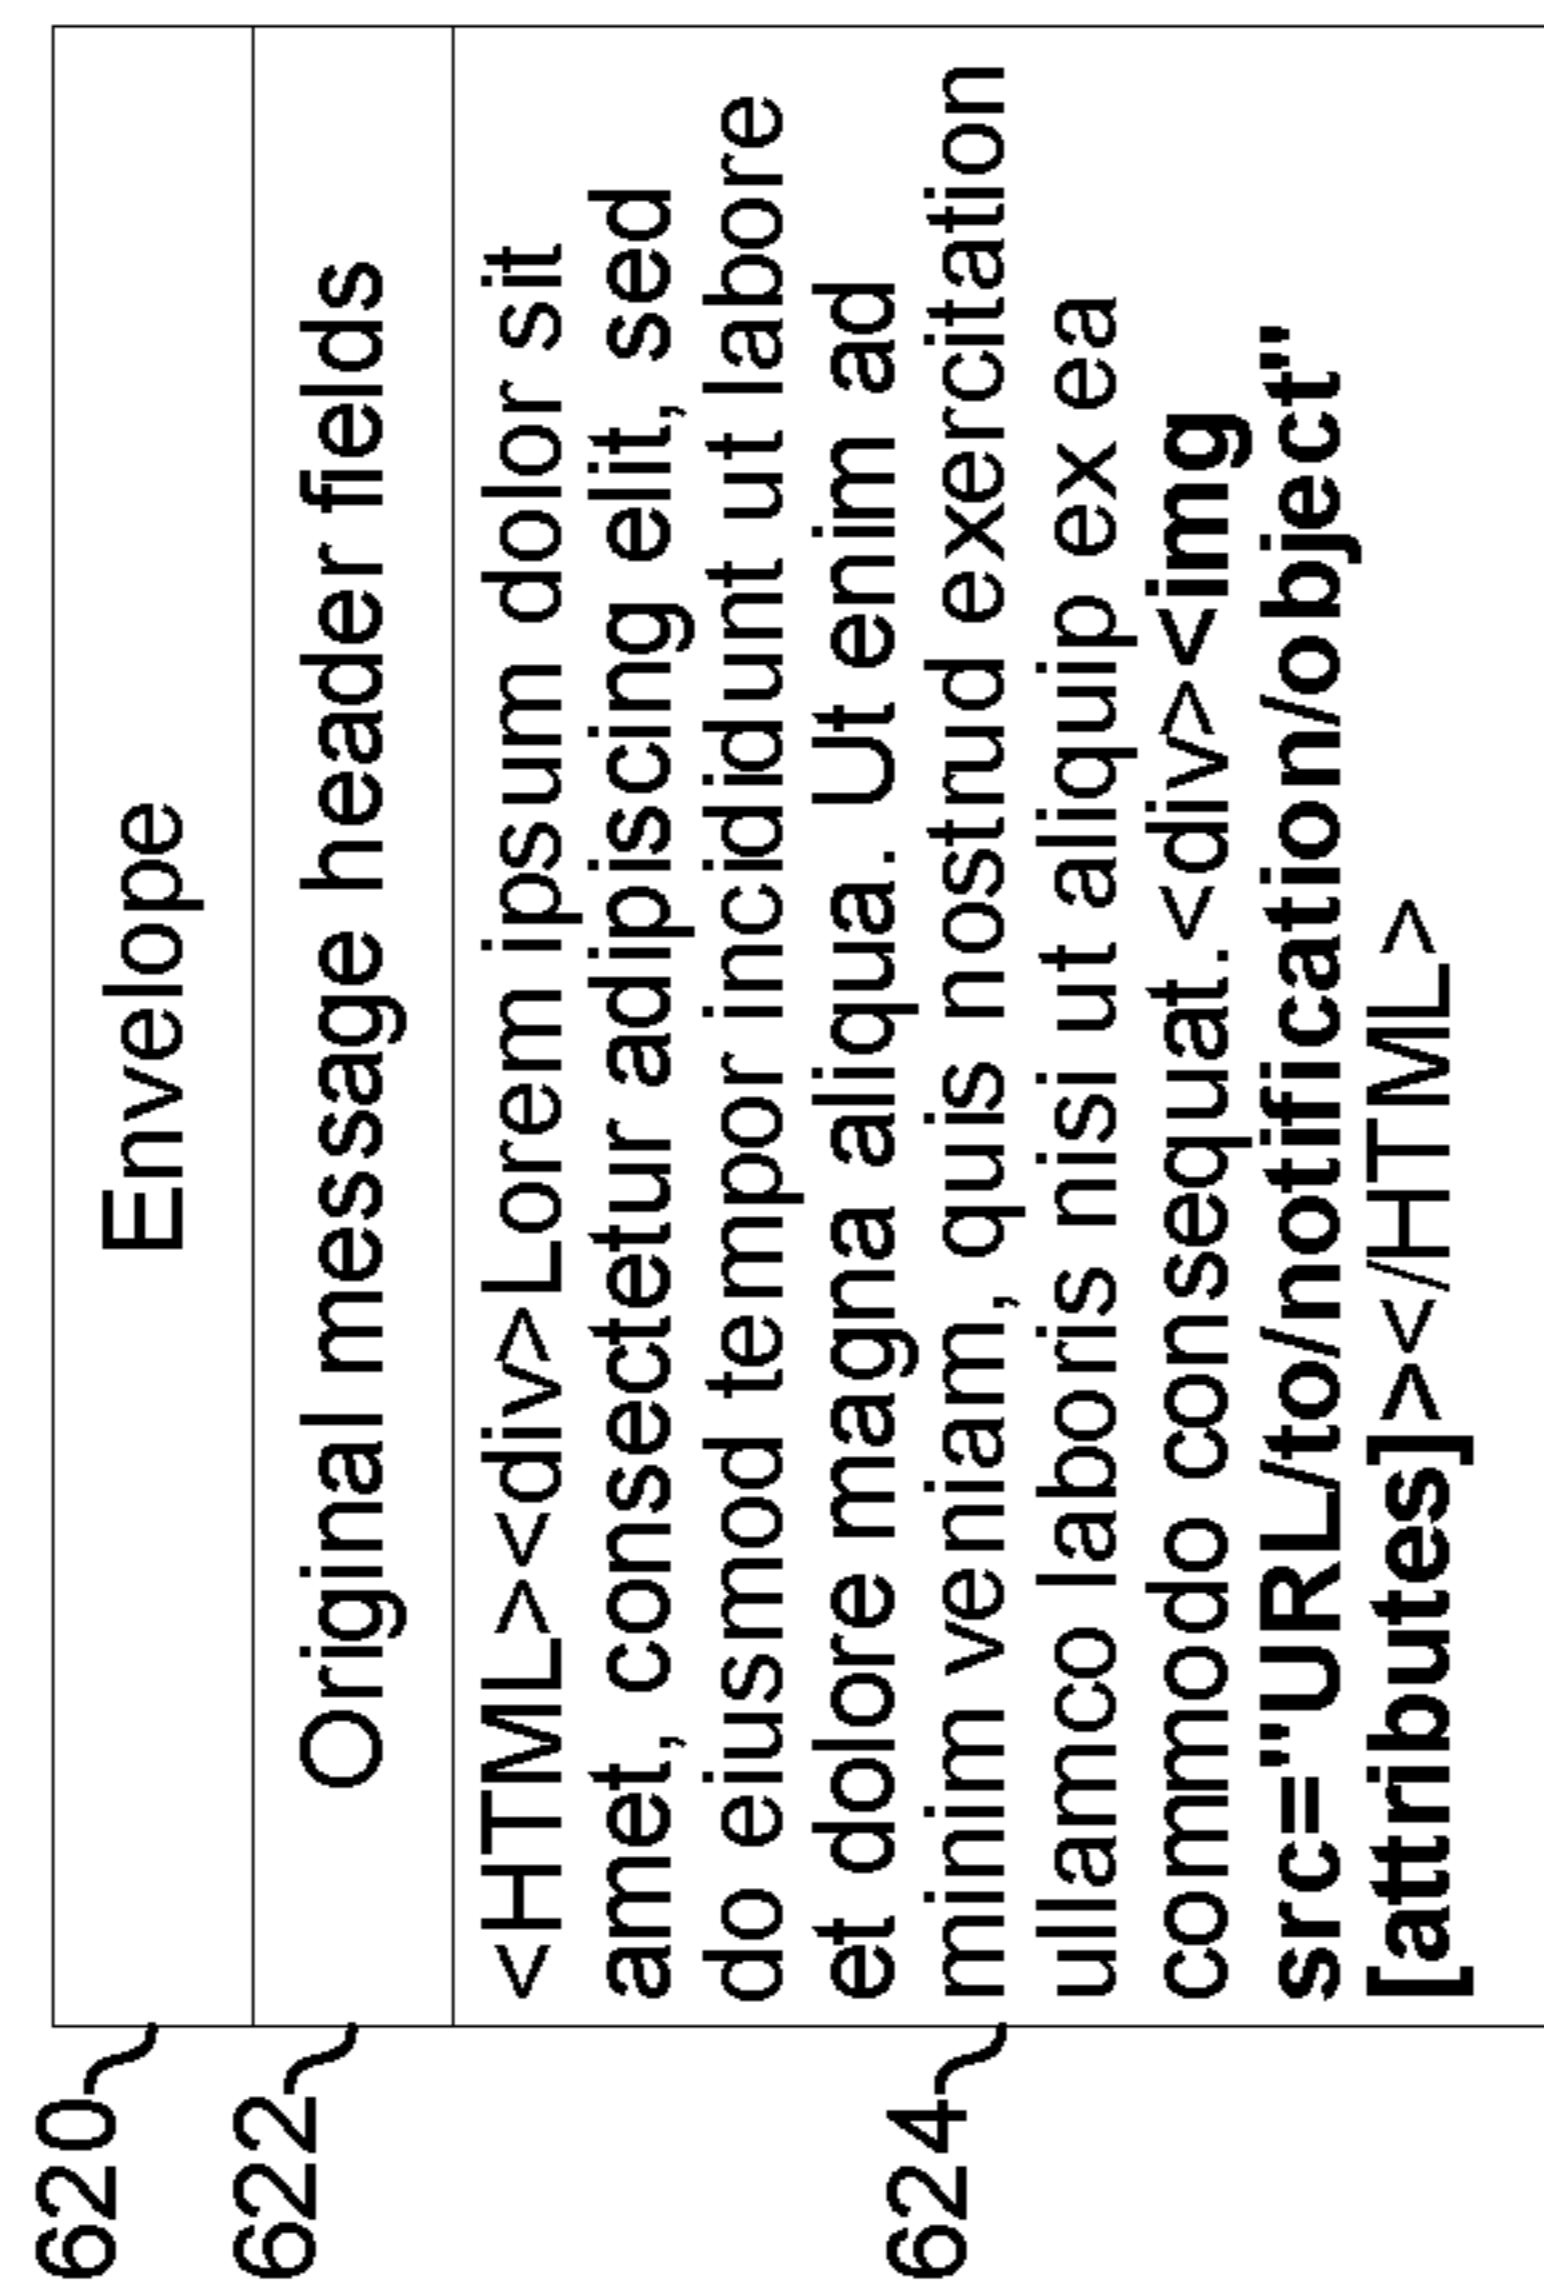 620 Envelope
622 Original message header fields
<HTML><div>Lorem ipsum dolor sit
amet, consectetur adipiscing elit, sed
do eiusmod tempor incididunt ut labore
et dolore magna aliqua. Ut enim ad
624 minim veniam, quis nostrud exercitation
ullamco laboris nisi ut aliquip ex ea
commodo consequat.<div><img
src="URL/to/notification/object"
[attributes]></HTML>